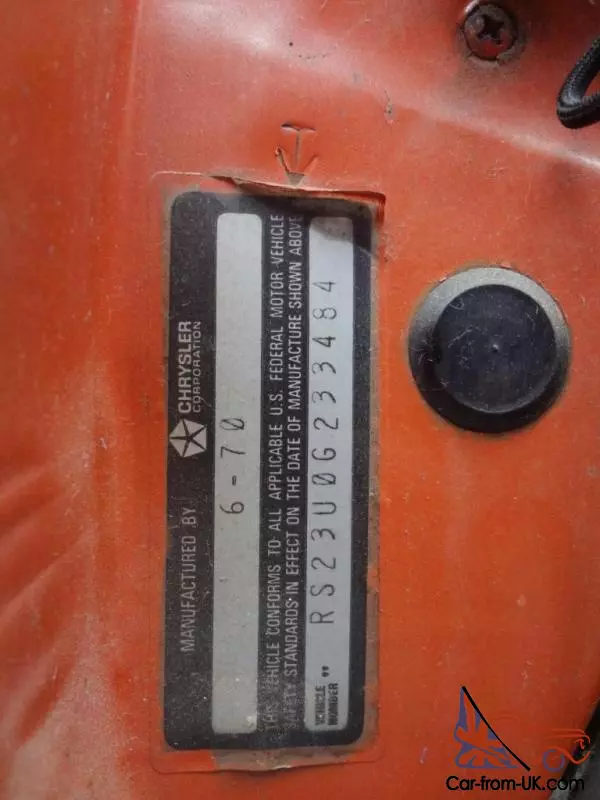 MANUFACTURED BY CHRYSLER CORPORATION
6-70
THIS VEHICLE CONFORMS TO ALL APPLICABLE U.S. FEDERAL MOTOR VEHICLE
SAFETY STANDARDS IN EFFECT ON THE DATE OF MANUFACTURE SHOWN ABOVE
VEHICLE NUMBER RS23U0G233484
Car-from-UK.com